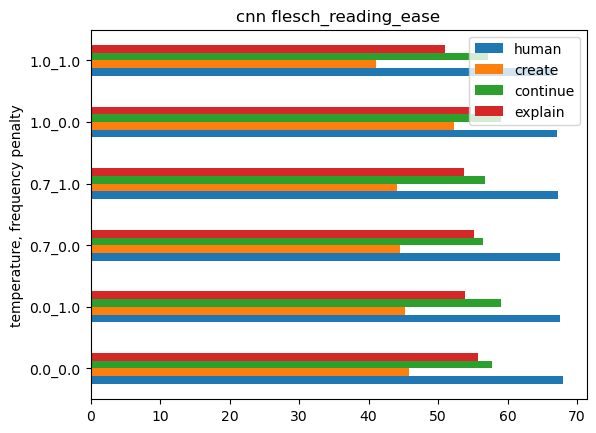 cnn flesch_reading_ease
temperature, frequency penalty
1.0_1.0
1.0_0.0
0.7_1.0
0.7_0.0
0.0_1.0
0.0_0.0
human
create
continue
explain
0 10 20 30 40 50 60 70